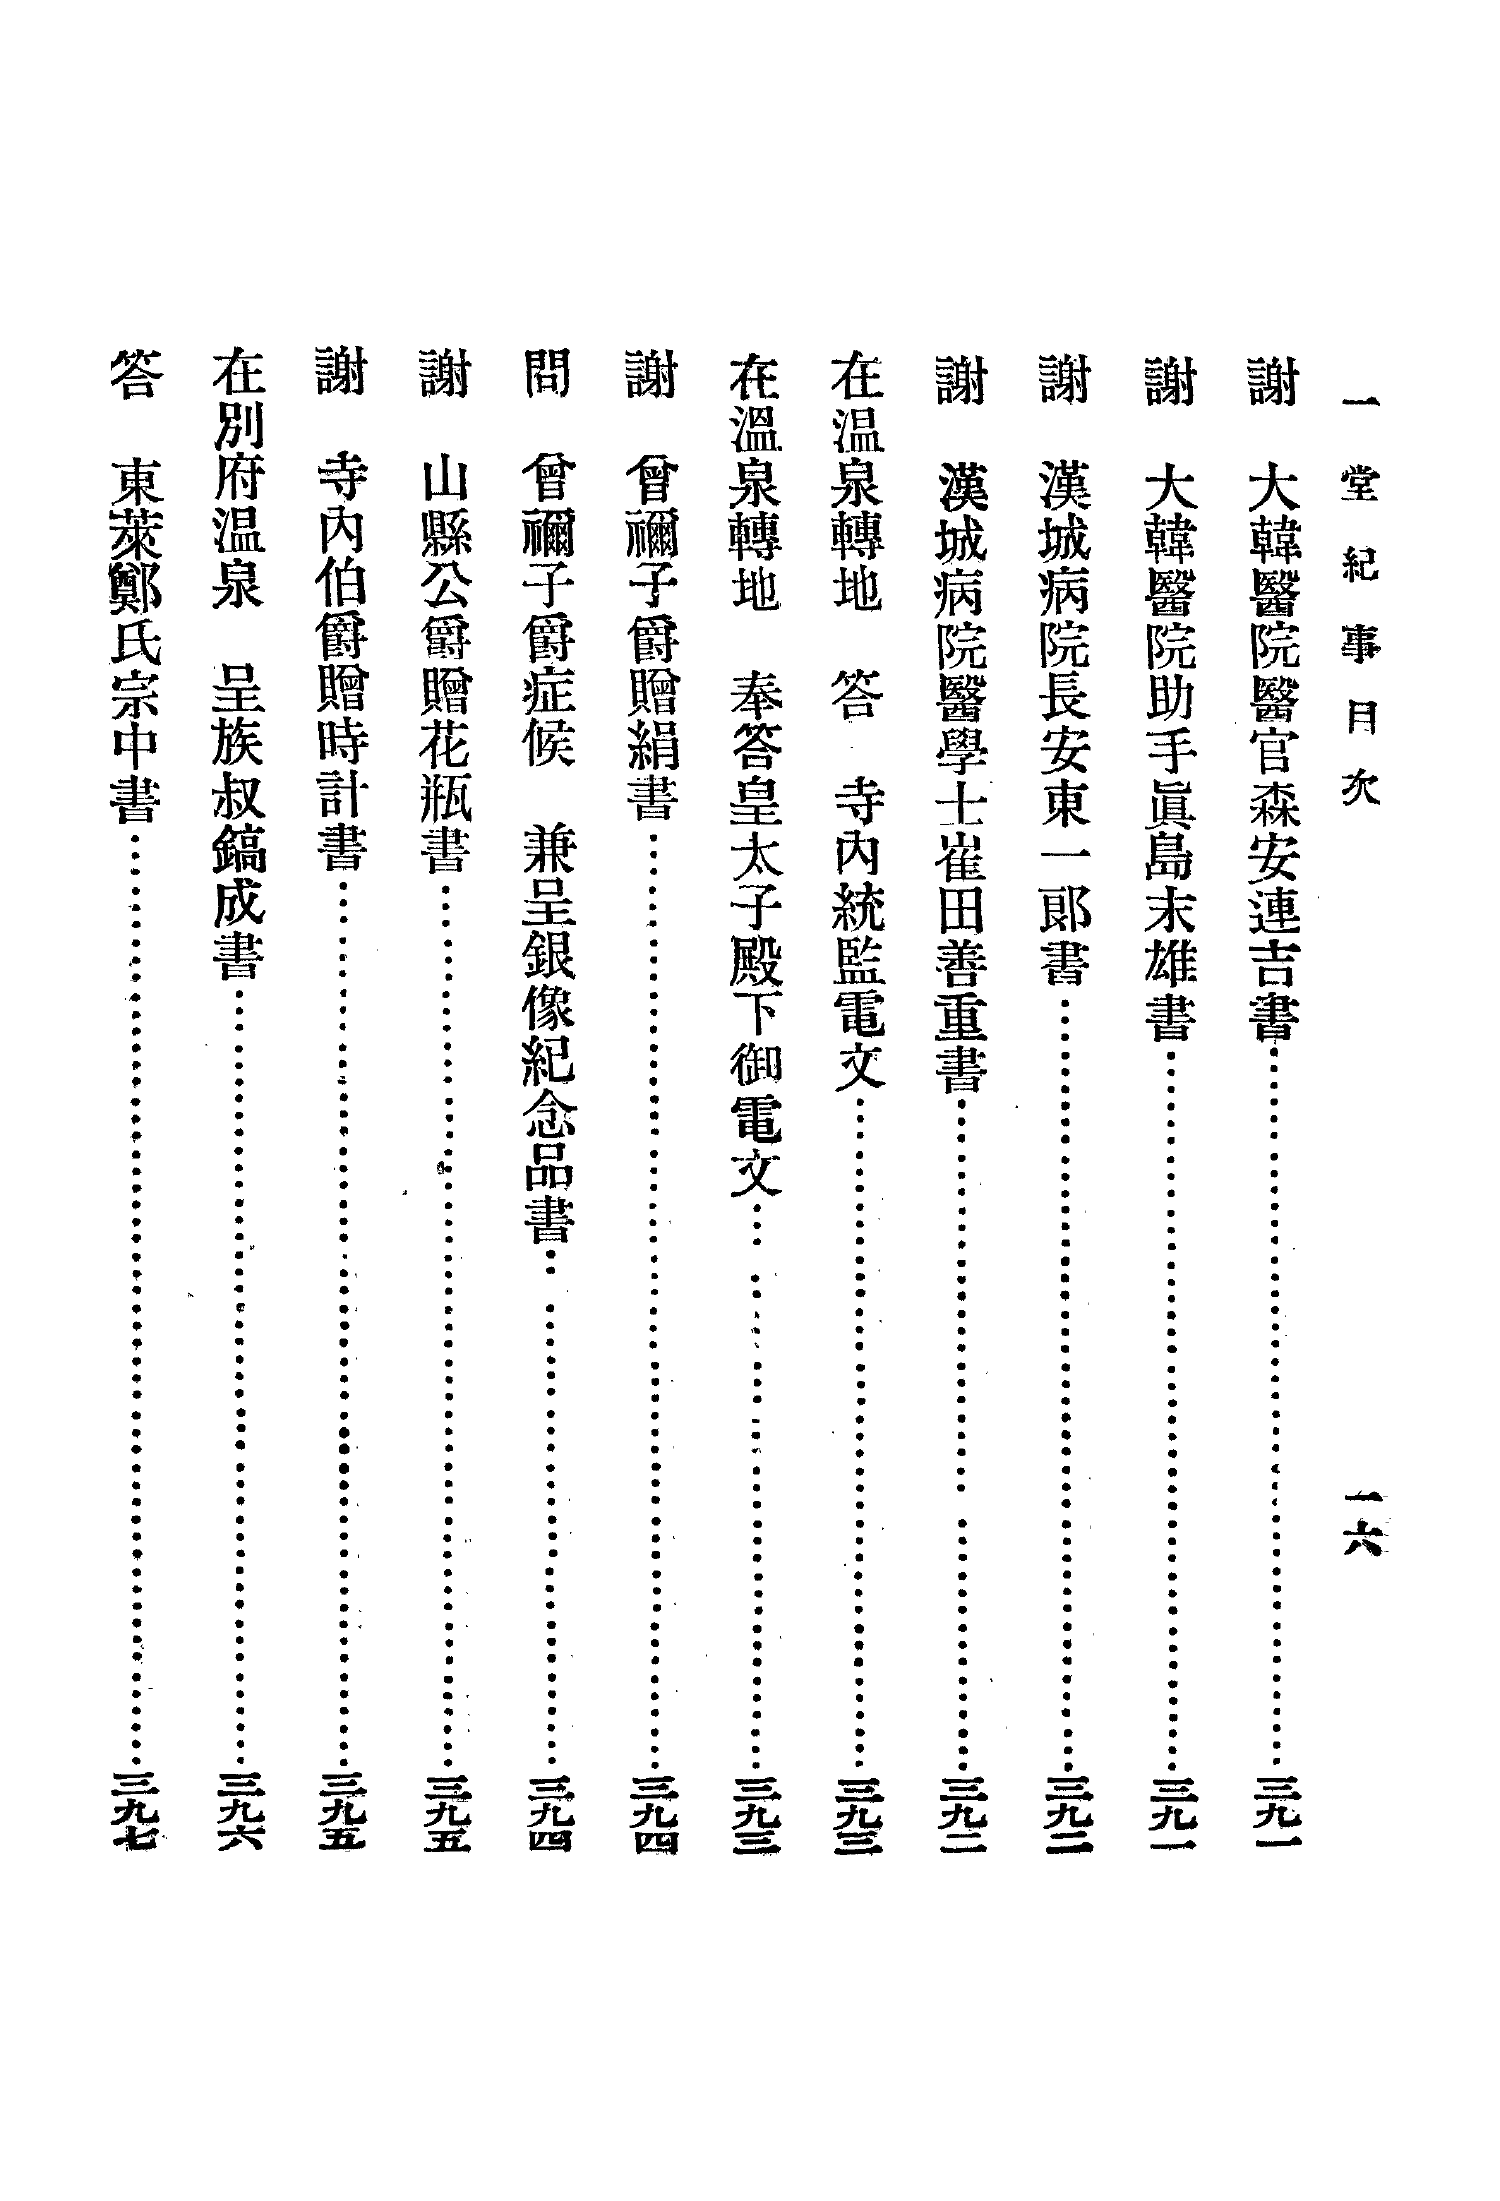 一堂紀事目次 一六
謝 大韓醫院醫官森安連吉書……三九一
謝 大韓醫院助手眞島末雄書……三九一
謝 漢城病院長安東一郞書……三九二
謝 漢城病院醫學士崔田善重書……三九二
在温泉轉地 答 寺內統監電文……三九三
在溫泉轉地 奉答皇太子殿下御電文……三九三
謝 曾禰子爵贈絹書……三九四
問 曾禰子爵症候 兼呈銀像紀念品書……三九四
謝 山縣公爵贈花瓶書……三九五
謝 寺內伯爵贈時計書……三九五
在別府温泉 呈族叔鎬成書……三九六
答 東萊鄭氏宗中書……三九七